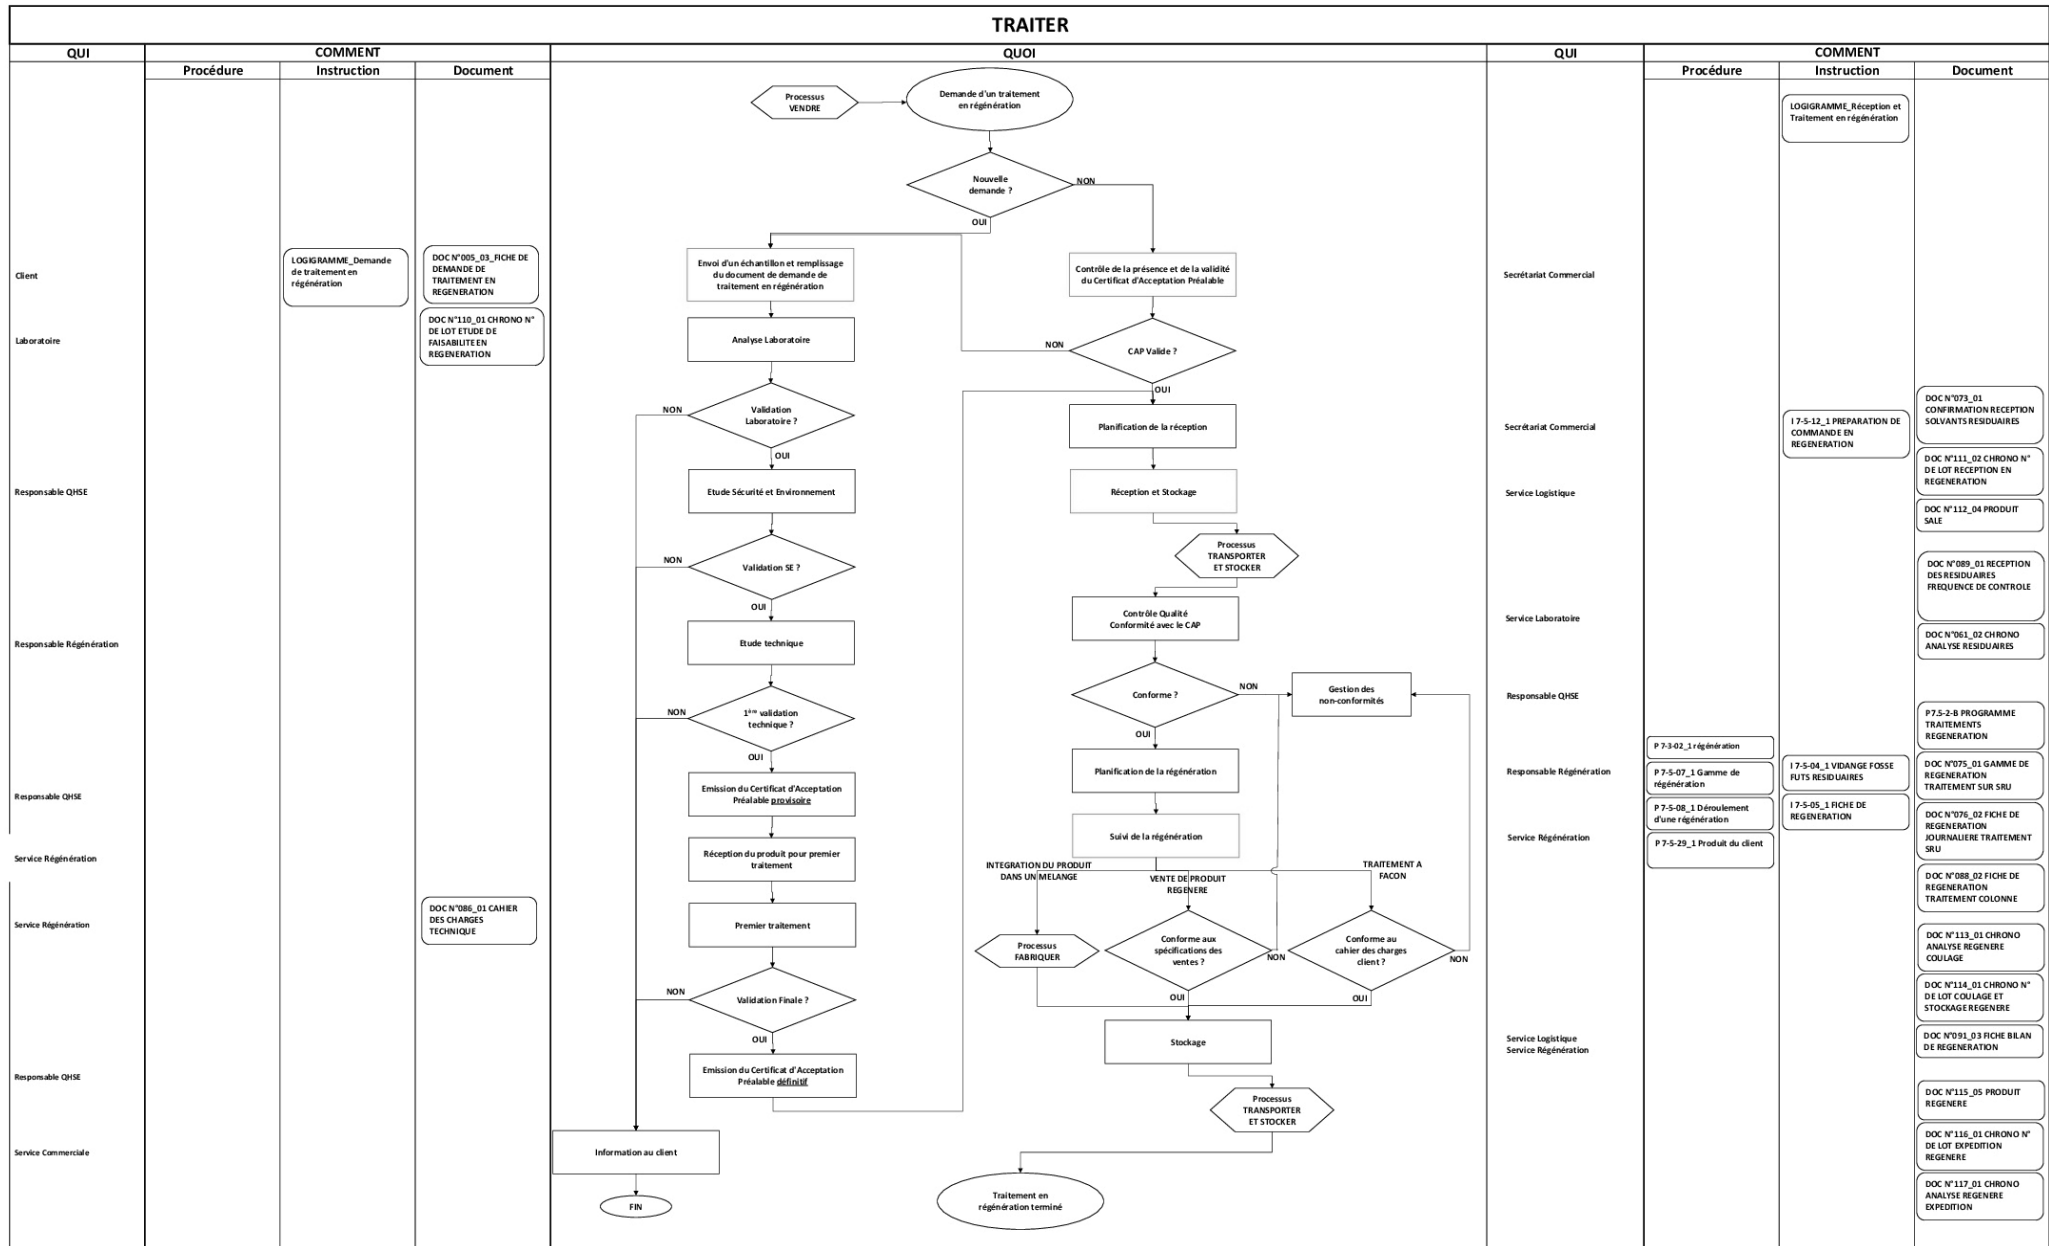 TRAITER
QUI
COMMENT
QUOI
QUI
COMMENT
Procédure
Instruction
Document
Procédure
Instruction
Document
Client
Laboratoire
Responsable QHSE
Responsable Régénération
Responsable QHSE
Service Régénération
Service Régénération
Responsable QHSE
Service Commerciale
LOGIGRAMME_Demande
de traitement en
régénération
DOC N°005_03_FICHE DE
DEMANDE DE
TRAITEMENT EN
REGENERATION
DOC N°110_01 CHRONO N°
DE LOT ETUDE DE
FAISABILITE EN
REGENERATION
DOC N°086_01 CAHIER
DES CHARGES
TECHNIQUE
Processus
VENDRE
Demande d'un traitement
en régénération
Nouvelle
demande ?
NON
OUI
Envoi d'un échantillon et remplissage
du document de demande de
traitement en régénération
Analyse Laboratoire
Validation
Laboratoire ?
NON
OUI
Etude Sécurité et Environnement
Validation SE ?
NON
OUI
Etude technique
1ère validation
technique ?
NON
OUI
Emission du Certificat d'Acceptation
Préalable provisoire
Réception du produit pour premier
traitement
Premier traitement
Validation Finale ?
NON
OUI
Emission du Certificat d'Acceptation
Préalable définitif
Information au client
FIN
Contrôle de la présence et de la validité
du Certificat d'Acceptation Préalable
CAP Valide ?
NON
OUI
Planification de la réception
Réception et Stockage
Processus
TRANSPORTER
ET STOCKER
Contrôle Qualité
Conformité avec le CAP
Conforme ?
NON
OUI
Gestion des
non-conformités
Planification de la régénération
Suivi de la régénération
INTEGRATION DU PRODUIT
DANS UN MELANGE
VENTE DE PRODUIT
REGENERE
TRAITEMENT A
FACON
Processus
FABRIQUER
Conforme aux
spécifications des
ventes ?
NON
OUI
Conforme au
cahier des charges
client ?
NON
OUI
Stockage
Processus
TRANSPORTER
ET STOCKER
Traitement en
régénération terminé
Secrétariat Commercial
Secrétariat Commercial
Service Logistique
Service Laboratoire
Responsable QHSE
Responsable Régénération
Service Régénération
Service Logistique
Service Régénération
P 7-3-02_1 régénération
P 7-5-07_1 Gamme de
régénération
P 7-5-08_1 Déroulement
d'une régénération
P 7-5-29_1 Produit du client
LOGIGRAMME_Réception et
Traitement en régénération
I 7-5-12_1 PREPARATION DE
COMMANDE EN
REGENERATION
I 7-5-04_1 VIDANGE FOSSE
FUTS RESIDUAIRES
I 7-5-05_1 FICHE DE
REGENERATION
DOC N°073_01
CONFIRMATION RECEPTION
SOLVANTS RESIDUAIRES
DOC N°111_02 CHRONO N°
DE LOT RECEPTION EN
REGENERATION
DOC N°112_04 PRODUIT
SALE
DOC N°089_01 RECEPTION
DES RESIDUAIRES
FREQUENCE DE CONTROLE
DOC N°061_02 CHRONO
ANALYSE RESIDUAIRES
P7.5-2-B PROGRAMME
TRAITEMENTS
REGENERATION
DOC N°075_01 GAMME DE
REGENERATION
TRAITEMENT SUR SRU
DOC N°076_02 FICHE DE
REGENERATION
JOURNALIERE TRAITEMENT
SRU
DOC N°088_02 FICHE DE
REGENERATION
TRAITEMENT COLONNE
DOC N°113_01 CHRONO
ANALYSE REGENERE
COULAGE
DOC N°114_01 CHRONO N°
DE LOT COULAGE ET
STOCKAGE REGENERE
DOC N°091_03 FICHE BILAN
DE REGENERATION
DOC N°115_05 PRODUIT
REGENERE
DOC N°116_01 CHRONO N°
DE LOT EXPEDITION
REGENERE
DOC N°117_01 CHRONO
ANALYSE REGENERE
EXPEDITION